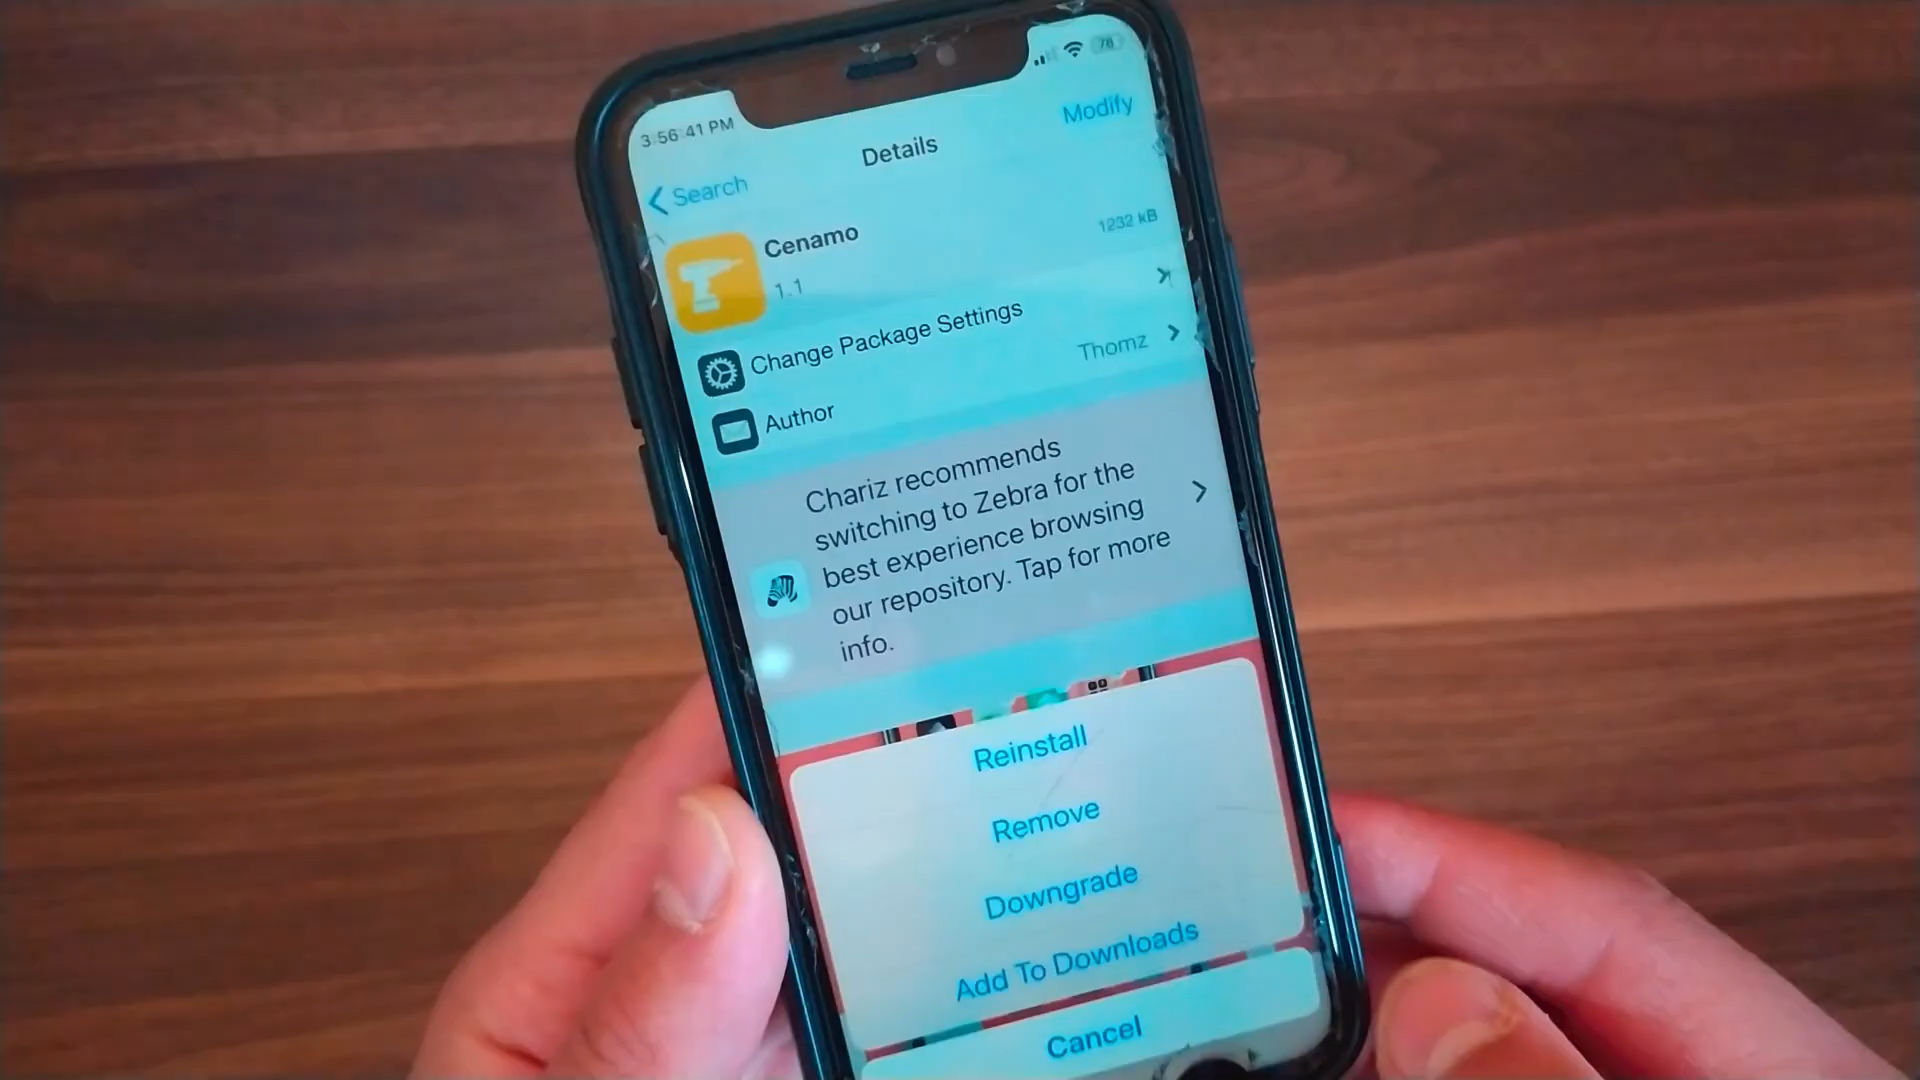 3:56:41 PM
78
Modify
Details
Search
Cenamo
1232 kB
1.1
Change Package Settings
Author
Thomz
Chariz recommends
switching to Zebra for the
best experience browsing
our repository. Tap for more
info.
Reinstall
Remove
Downgrade
Add To Downloads
Cancel